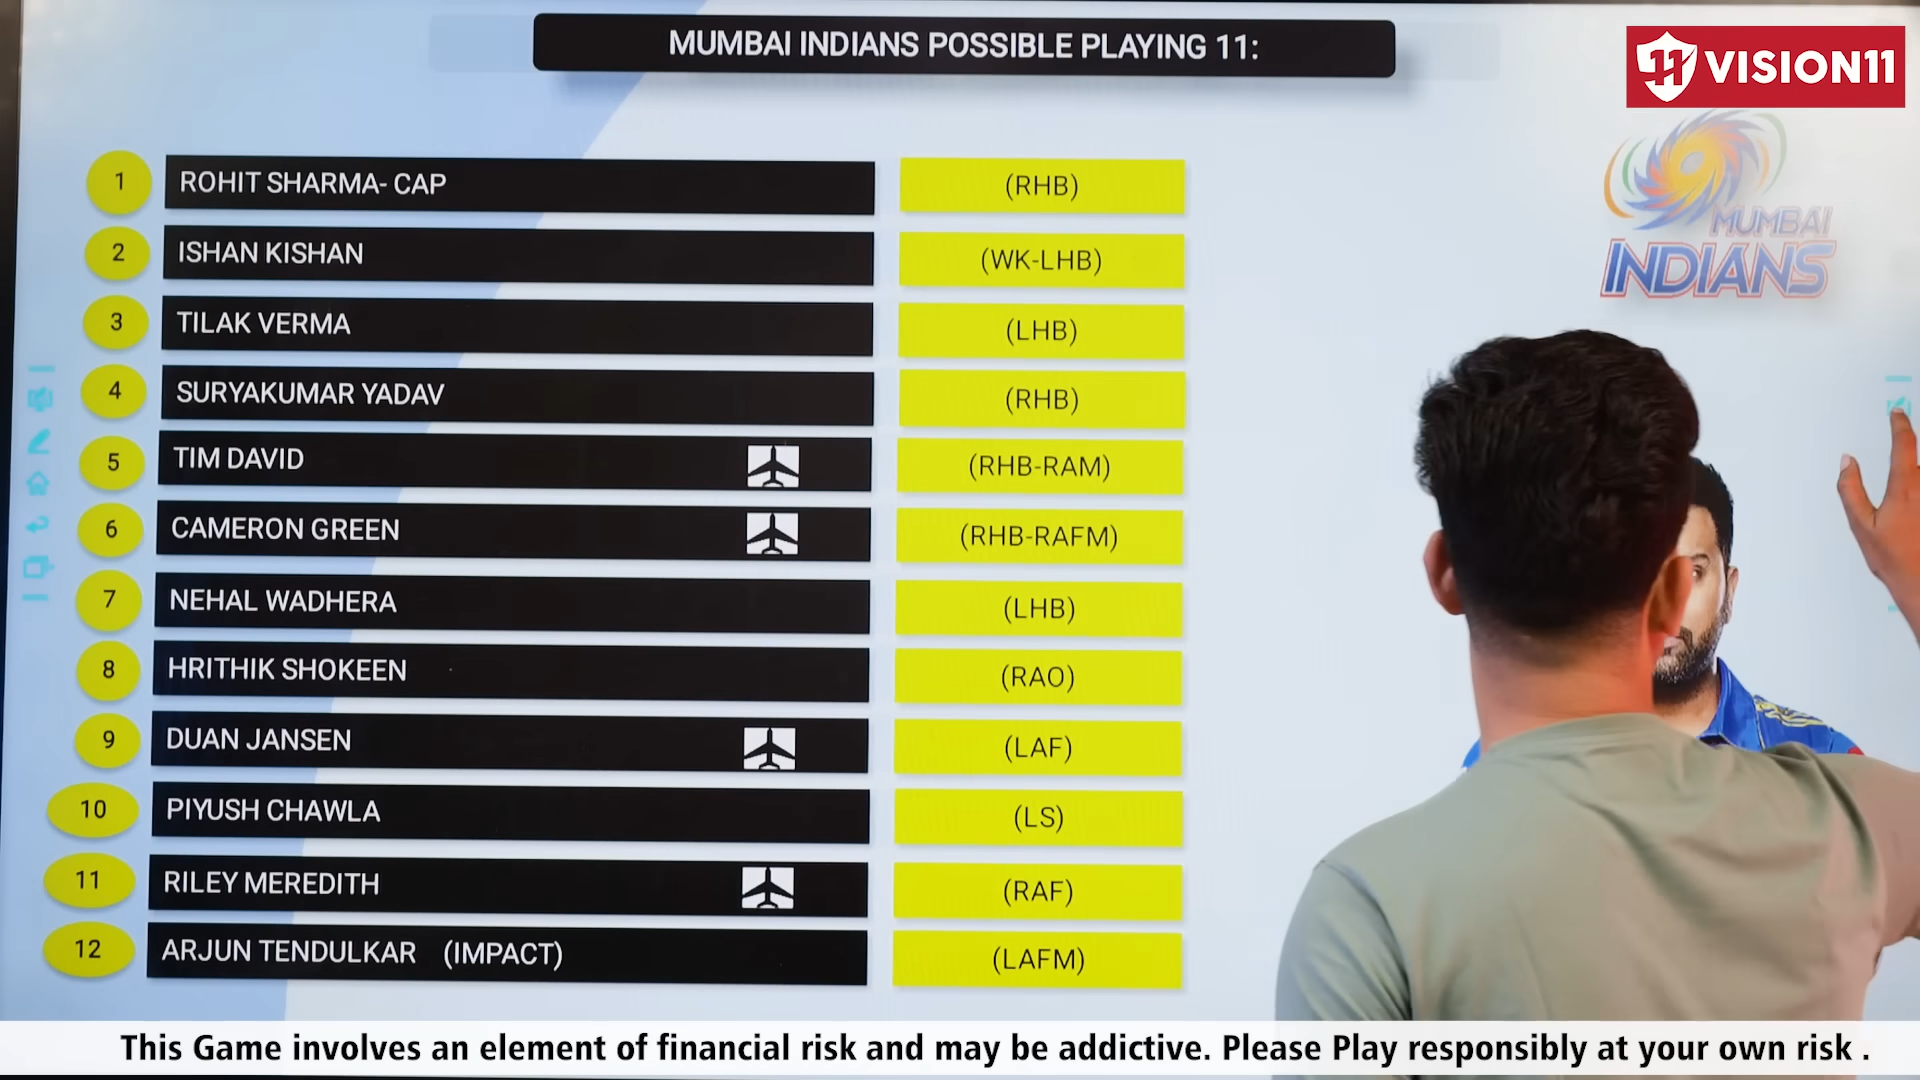 MUMBAI INDIANS POSSIBLE PLAYING 11:
VISION11
MUMBAI
INDIANS
1 ROHIT SHARMA- CAP (RHB)
2 ISHAN KISHAN (WK-LHB)
3 TILAK VERMA (LHB)
4 SURYAKUMAR YADAV (RHB)
5 TIM DAVID (RHB-RAM)
6 CAMERON GREEN (RHB-RAFM)
7 NEHAL WADHERA (LHB)
8 HRITHIK SHOKEEN (RAO)
9 DUAN JANSEN (LAF)
10 PIYUSH CHAWLA (LS)
11 RILEY MEREDITH (RAF)
12 ARJUN TENDULKAR (IMPACT) (LAFM)
This Game involves an element of financial risk and may be addictive. Please Play responsibly at your own risk .